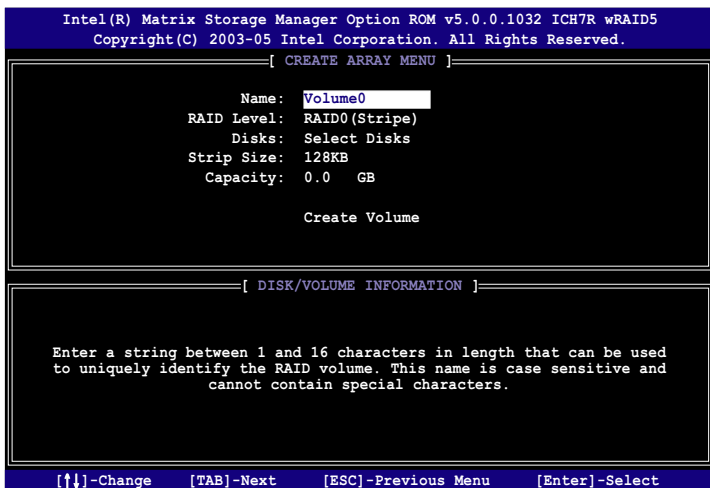 Intel(R) Matrix Storage Manager Option ROM v5.0.0.1032 ICH7R wRAID5
Copyright(C) 2003-05 Intel Corporation. All Rights Reserved.
[ CREATE ARRAY MENU ]
Name: Volume0
RAID Level: RAID0(Stripe)
Disks: Select Disks
Strip Size: 128KB
Capacity: 0.0 GB
Create Volume
[ DISK/VOLUME INFORMATION ]
Enter a string between 1 and 16 characters in length that can be used
to uniquely identify the RAID volume. This name is case sensitive and
cannot contain special characters.
[↑↓]-Change [TAB]-Next [ESC]-Previous Menu [Enter]-Select